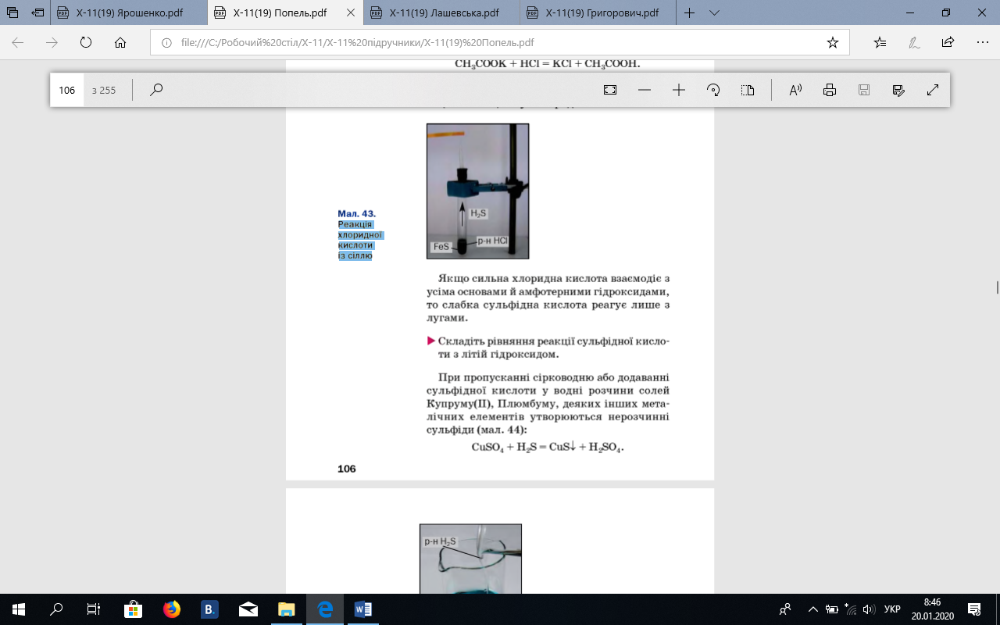 Х-11(19) Ярошенко.pdf
Х-11(19) Попель.pdf
Х-11(19) Лашевська.pdf
Х-11(19) Григорович.pdf
file:///C:/Робочий%20стіл/Х-11/Х-11%20підручники/Х-11(19)%20Попель.pdf
CH₃COOK + HCl = KCl + CH₃COOH.
106
з 255
H₂S
р-н HCl
FeS
Мал. 43.
Реакція
хлоридної
кислоти
із сіллю
Якщо сильна хлоридна кислота взаємодіє з
усіма основами й амфотерними гідроксидами,
то слабка сульфідна кислота реагує лише з
лугами.
Складіть рівняння реакції сульфідної кисло-
ти з літій гідроксидом.
При пропусканні сірководню або додаванні
сульфідної кислоти у водні розчини солей
Купруму(ІІ), Плюмбуму, деяких інших мета-
лічних елементів утворюються нерозчинні
сульфіди (мал. 44):
CuSO₄ + H₂S = CuS↓ + H₂SO₄.
106
р-н H₂S
B.
УКР
8:46
20.01.2020